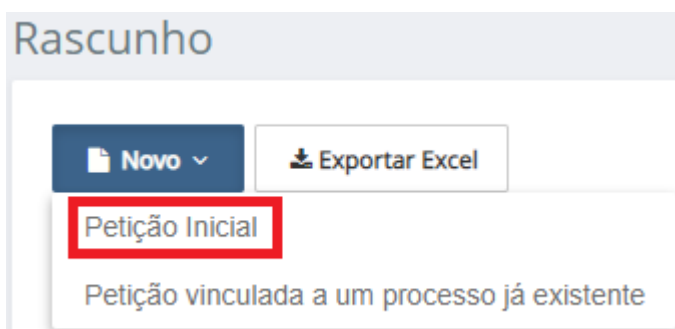 Rascunho
Novo
Exportar Excel
Petição Inicial
Petição vinculada a um processo já existente